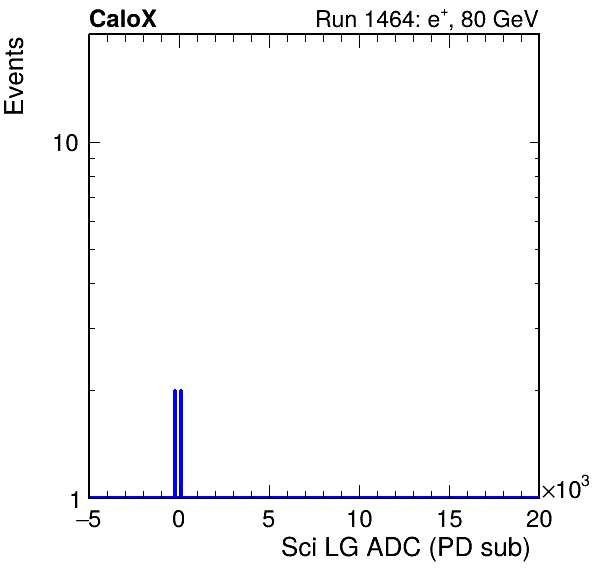 CaloX Run 1464: e⁺, 80 GeV
Events
10
1
−5 0 5 10 15 20
×10³
Sci LG ADC (PD sub)